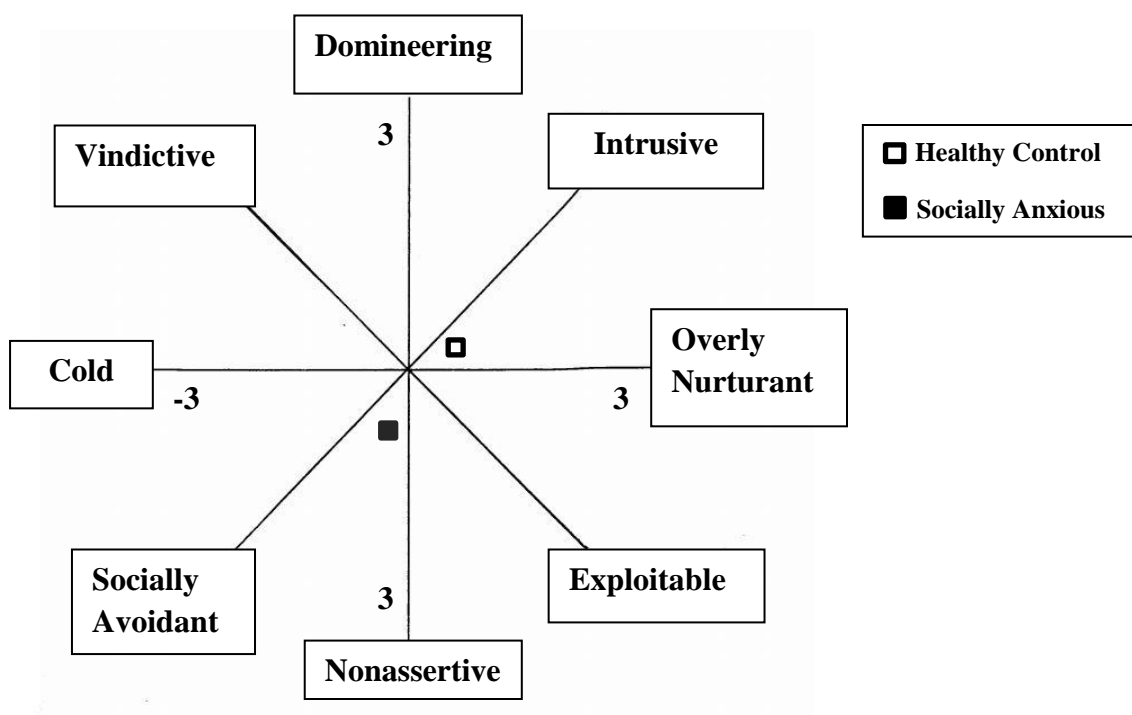 Domineering
3
Intrusive
Vindictive
Healthy Control
Socially Anxious
Overly
Nurturant
Cold
-3
3
Socially
Avoidant
Exploitable
3
Nonassertive